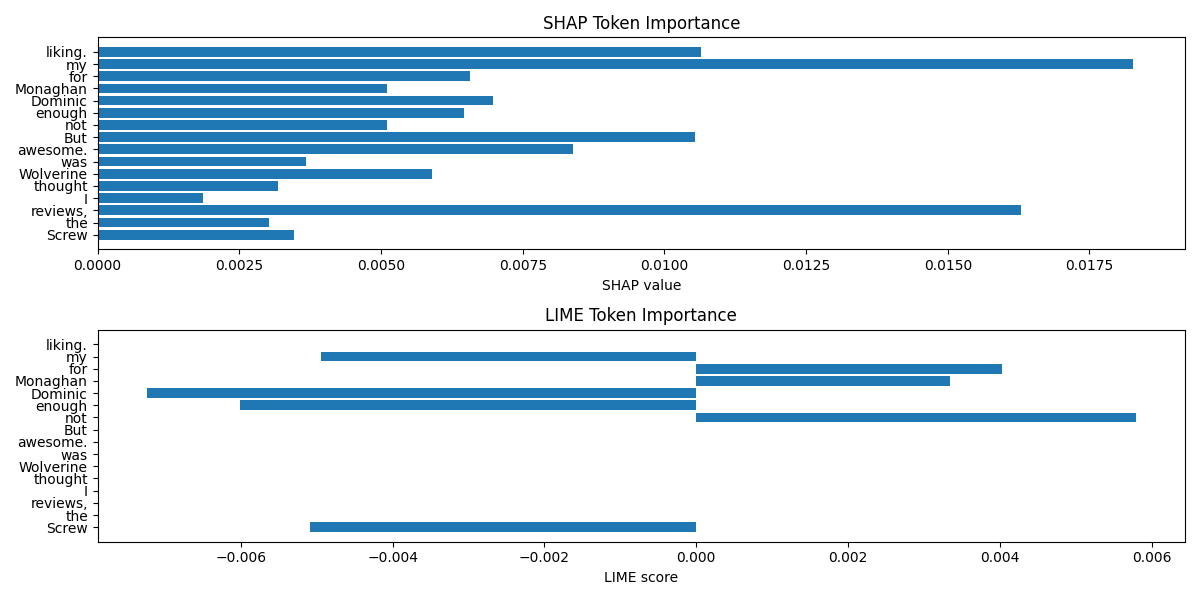 SHAP Token Importance
liking.
my
for
Monaghan
Dominic
enough
not
But
awesome.
was
Wolverine
thought
I
reviews,
the
Screw
0.0000 0.0025 0.0050 0.0075 0.0100 0.0125 0.0150 0.0175
SHAP value
LIME Token Importance
liking.
my
for
Monaghan
Dominic
enough
not
But
awesome.
was
Wolverine
thought
I
reviews,
the
Screw
−0.006 −0.004 −0.002 0.000 0.002 0.004 0.006
LIME score